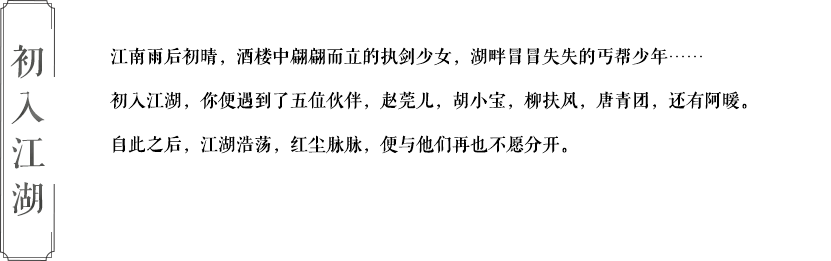 初入江湖
江南雨后初晴，酒楼中翩翩而立的执剑少女，湖畔冒冒失失的丐帮少年……
初入江湖，你便遇到了五位伙伴，赵莞儿，胡小宝，柳扶风，唐青团，还有阿暖。
自此之后，江湖浩荡，红尘脉脉，便与他们再也不愿分开。